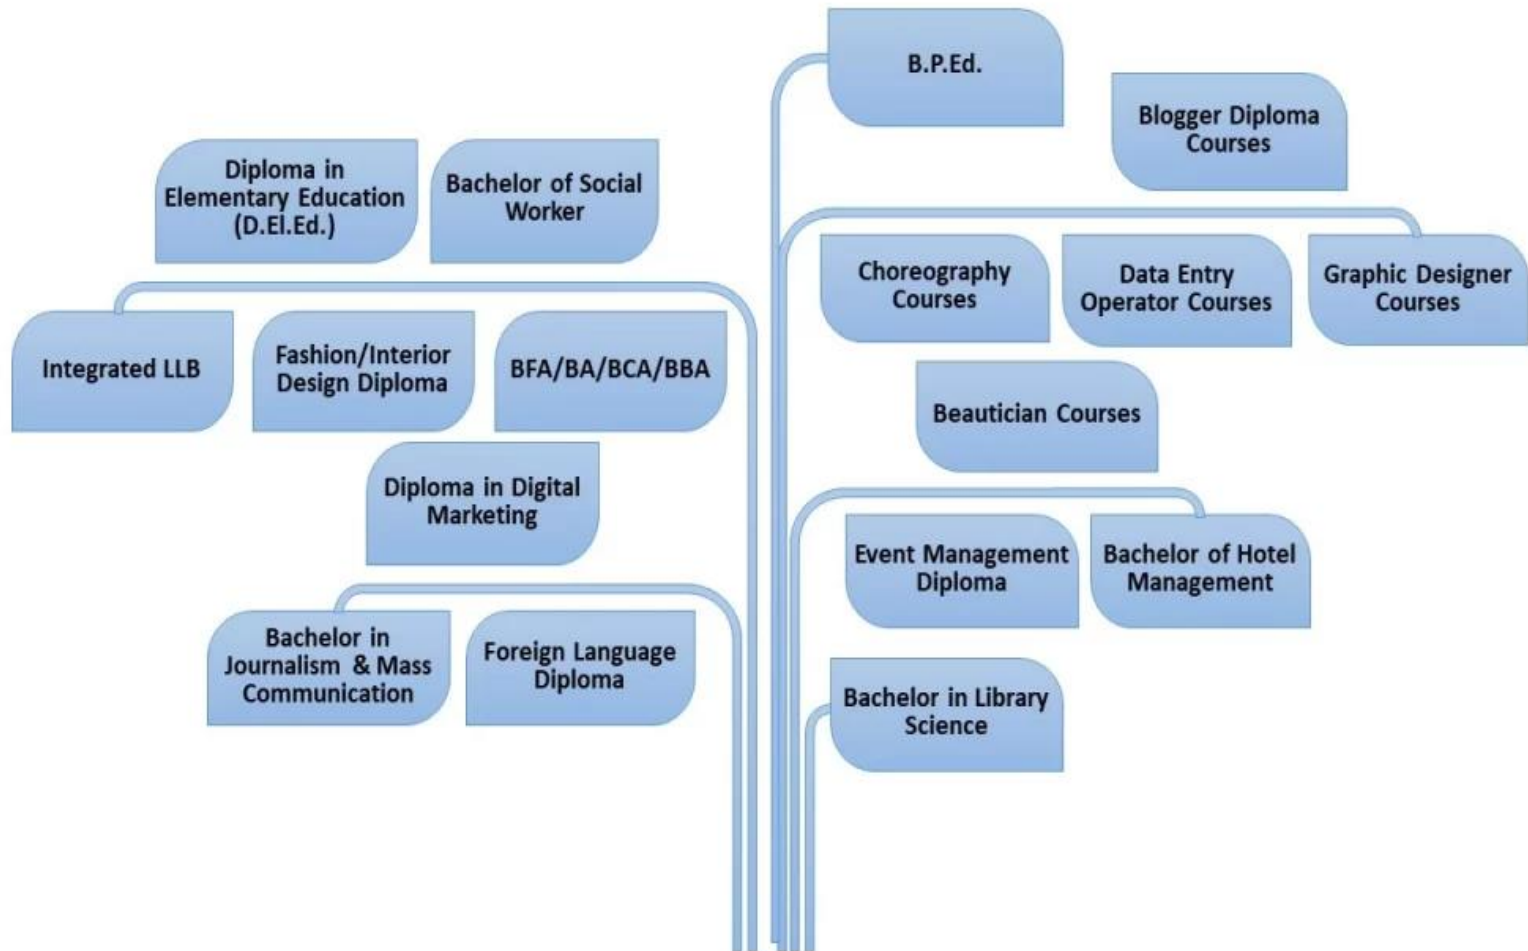 B.P.Ed.
Blogger Diploma
Courses
Diploma in
Elementary Education
(D.El.Ed.)
Bachelor of Social
Worker
Choreography
Courses
Data Entry
Operator Courses
Graphic Designer
Courses
Integrated LLB
Fashion/Interior
Design Diploma
BFA/BA/BCA/BBA
Beautician Courses
Diploma in Digital
Marketing
Event Management
Diploma
Bachelor of Hotel
Management
Bachelor in
Journalism & Mass
Communication
Foreign Language
Diploma
Bachelor in Library
Science